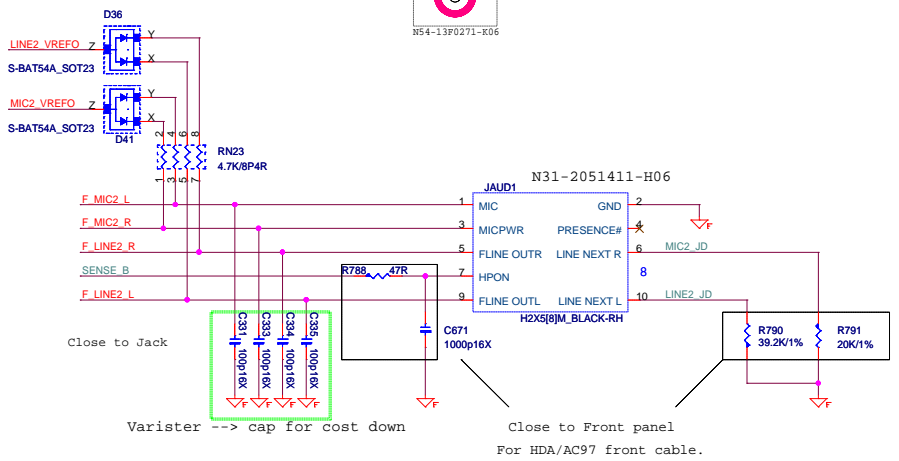 N54-13F0271-K06
D36
LINE2_VREFO Z Y
X
S-BAT54A_SOT23
MIC2_VREFO Z Y
X
S-BAT54A_SOT23
D41
2 4 6 8
RN23
4.7K/8P4R
1 3 5 7
N31-2051411-H06
JAUD1
F_MIC2_L 1 MIC GND 2
F
F_MIC2_R 3 MICPWR PRESENCE# 4
F_LINE2_R 5 FLINE OUTR LINE NEXT R 6 MIC2_JD
SENSE_B R788 47R 7 HPON 8
F_LINE2_L 9 FLINE OUTL LINE NEXT L 10 LINE2_JD
H2X5[8]M_BLACK-RH
Close to Jack
C331 100p16X
C333 100p16X
C334 100p16X
C335 100p16X
C671
1000p16X
R790
39.2K/1%
R791
20K/1%
F F F F F F
Varister --> cap for cost down
Close to Front panel
For HDA/AC97 front cable.